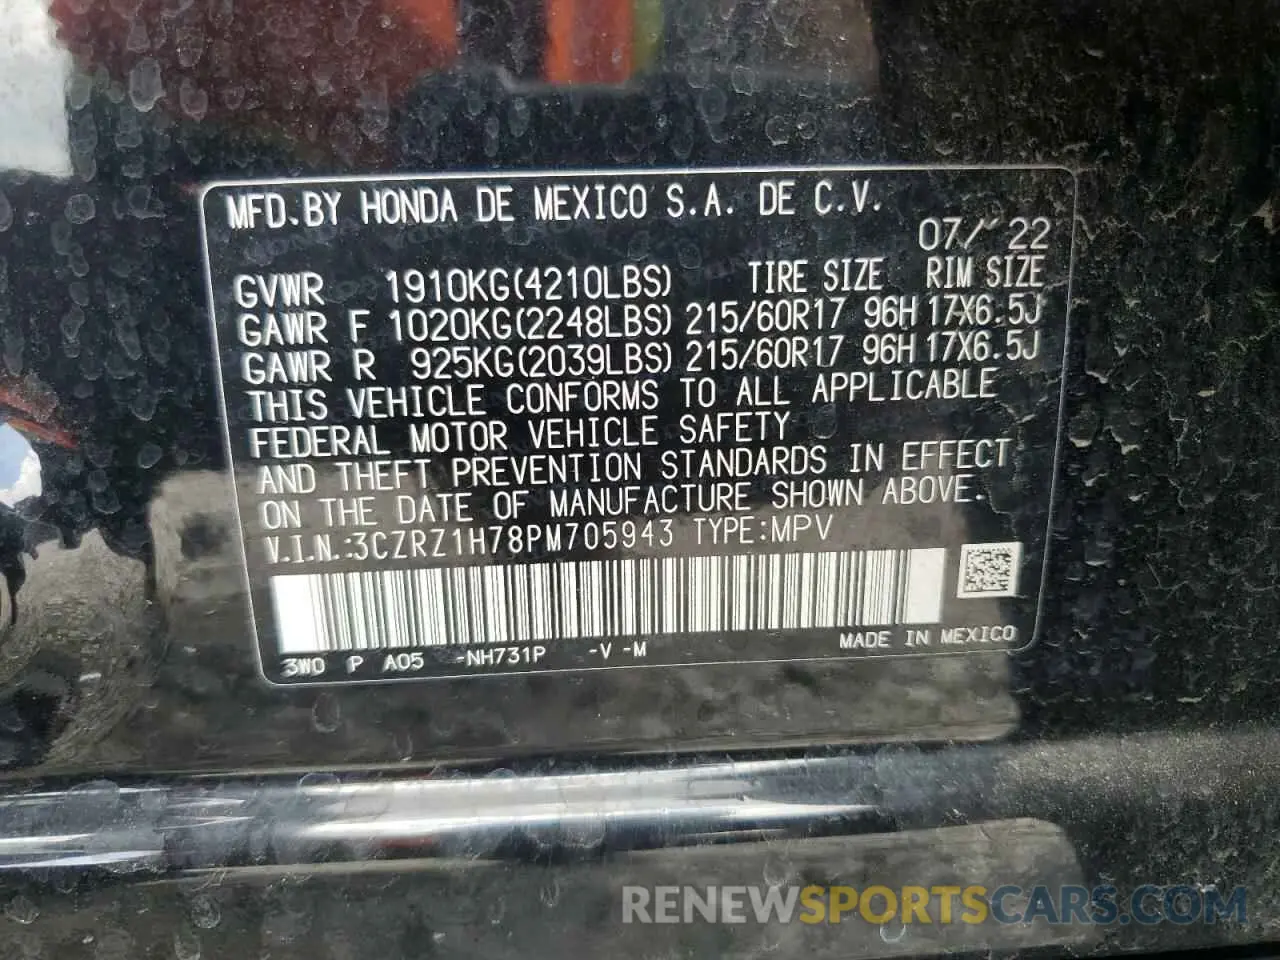 MFD.BY HONDA DE MEXICO S.A. DE C.V.
07/'22
GVWR 1910KG(4210LBS) TIRE SIZE RIM SIZE
GAWR F 1020KG(2248LBS) 215/60R17 96H 17X6.5J
GAWR R 925KG(2039LBS) 215/60R17 96H 17X6.5J
THIS VEHICLE CONFORMS TO ALL APPLICABLE
FEDERAL MOTOR VEHICLE SAFETY
AND THEFT PREVENTION STANDARDS IN EFFECT
ON THE DATE OF MANUFACTURE SHOWN ABOVE.
V.I.N.:3CZRZ1H78PM705943 TYPE:MPV
3W0 P A05 -NH731P -V -M MADE IN MEXICO
RENEWSPORTSCARS.COM